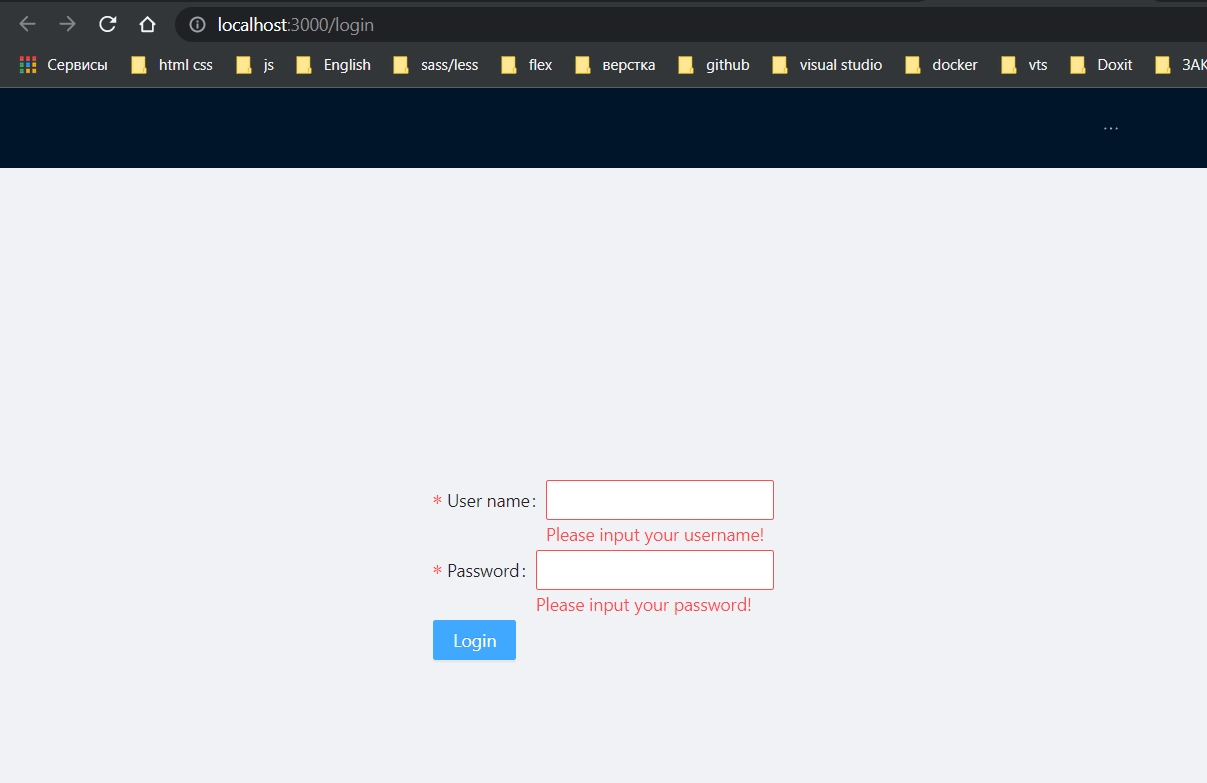 localhost:3000/login
Сервисы html css js English sass/less flex верстка github visual studio docker vts Doxit ЗАК
...
* User name:
Please input your username!
* Password:
Please input your password!
Login